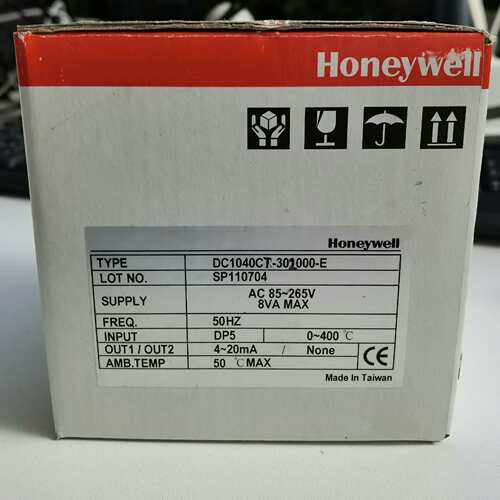 Honeywell
Honeywell
TYPE DC1040CT-301000-E
LOT NO. SP110704
SUPPLY AC 85~265V
8VA MAX
FREQ. 50HZ
INPUT DP5 0~400 ℃
OUT1 / OUT2 4~20mA / None
AMB.TEMP 50 ℃ MAX
CE
Made In Taiwan